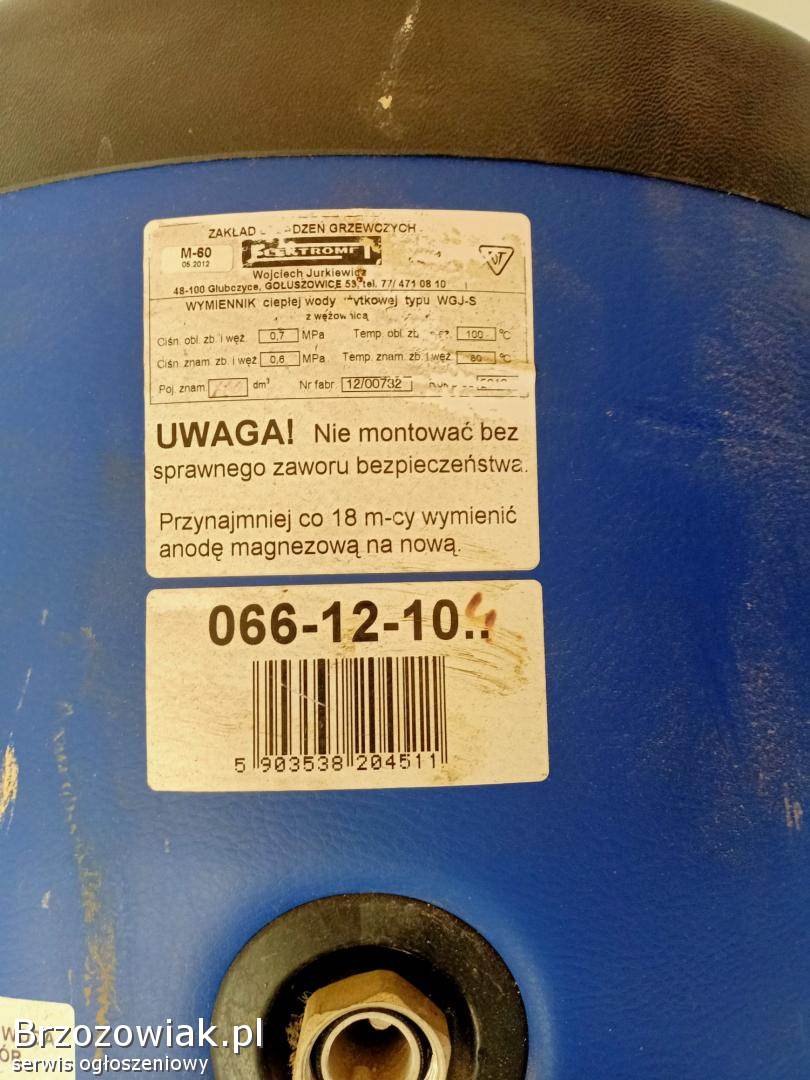 ZAKŁAD DZEŃ GRZEWCZYCH
M-60
05.2012
ELEKTROMET
Wojciech Jurkiewicz
48-100 Głubczyce, GOŁUSZOWICE 53, tel. 77/ 471 08 10
WYMIENNIK ciepłej wody typu WGJ-S
z wężownicą
Ciśn. obl. zb. i węż. 0,7 MPa Temp. obl. zb. 100 °C
Ciśn. znam. zb. i węż 0,6 MPa Temp. znam. zb. i węż 80 °C
Poj. znam. dm³ Nr fabr. 12/00732
UWAGA! Nie montować bez
sprawnego zaworu bezpieczeństwa.
Przynajmniej co 18 m-cy wymienić
anodę magnezową na nową.
066-12-10..
5 903538 204511
Brzozowiak.pl
serwis ogłoszeniowy